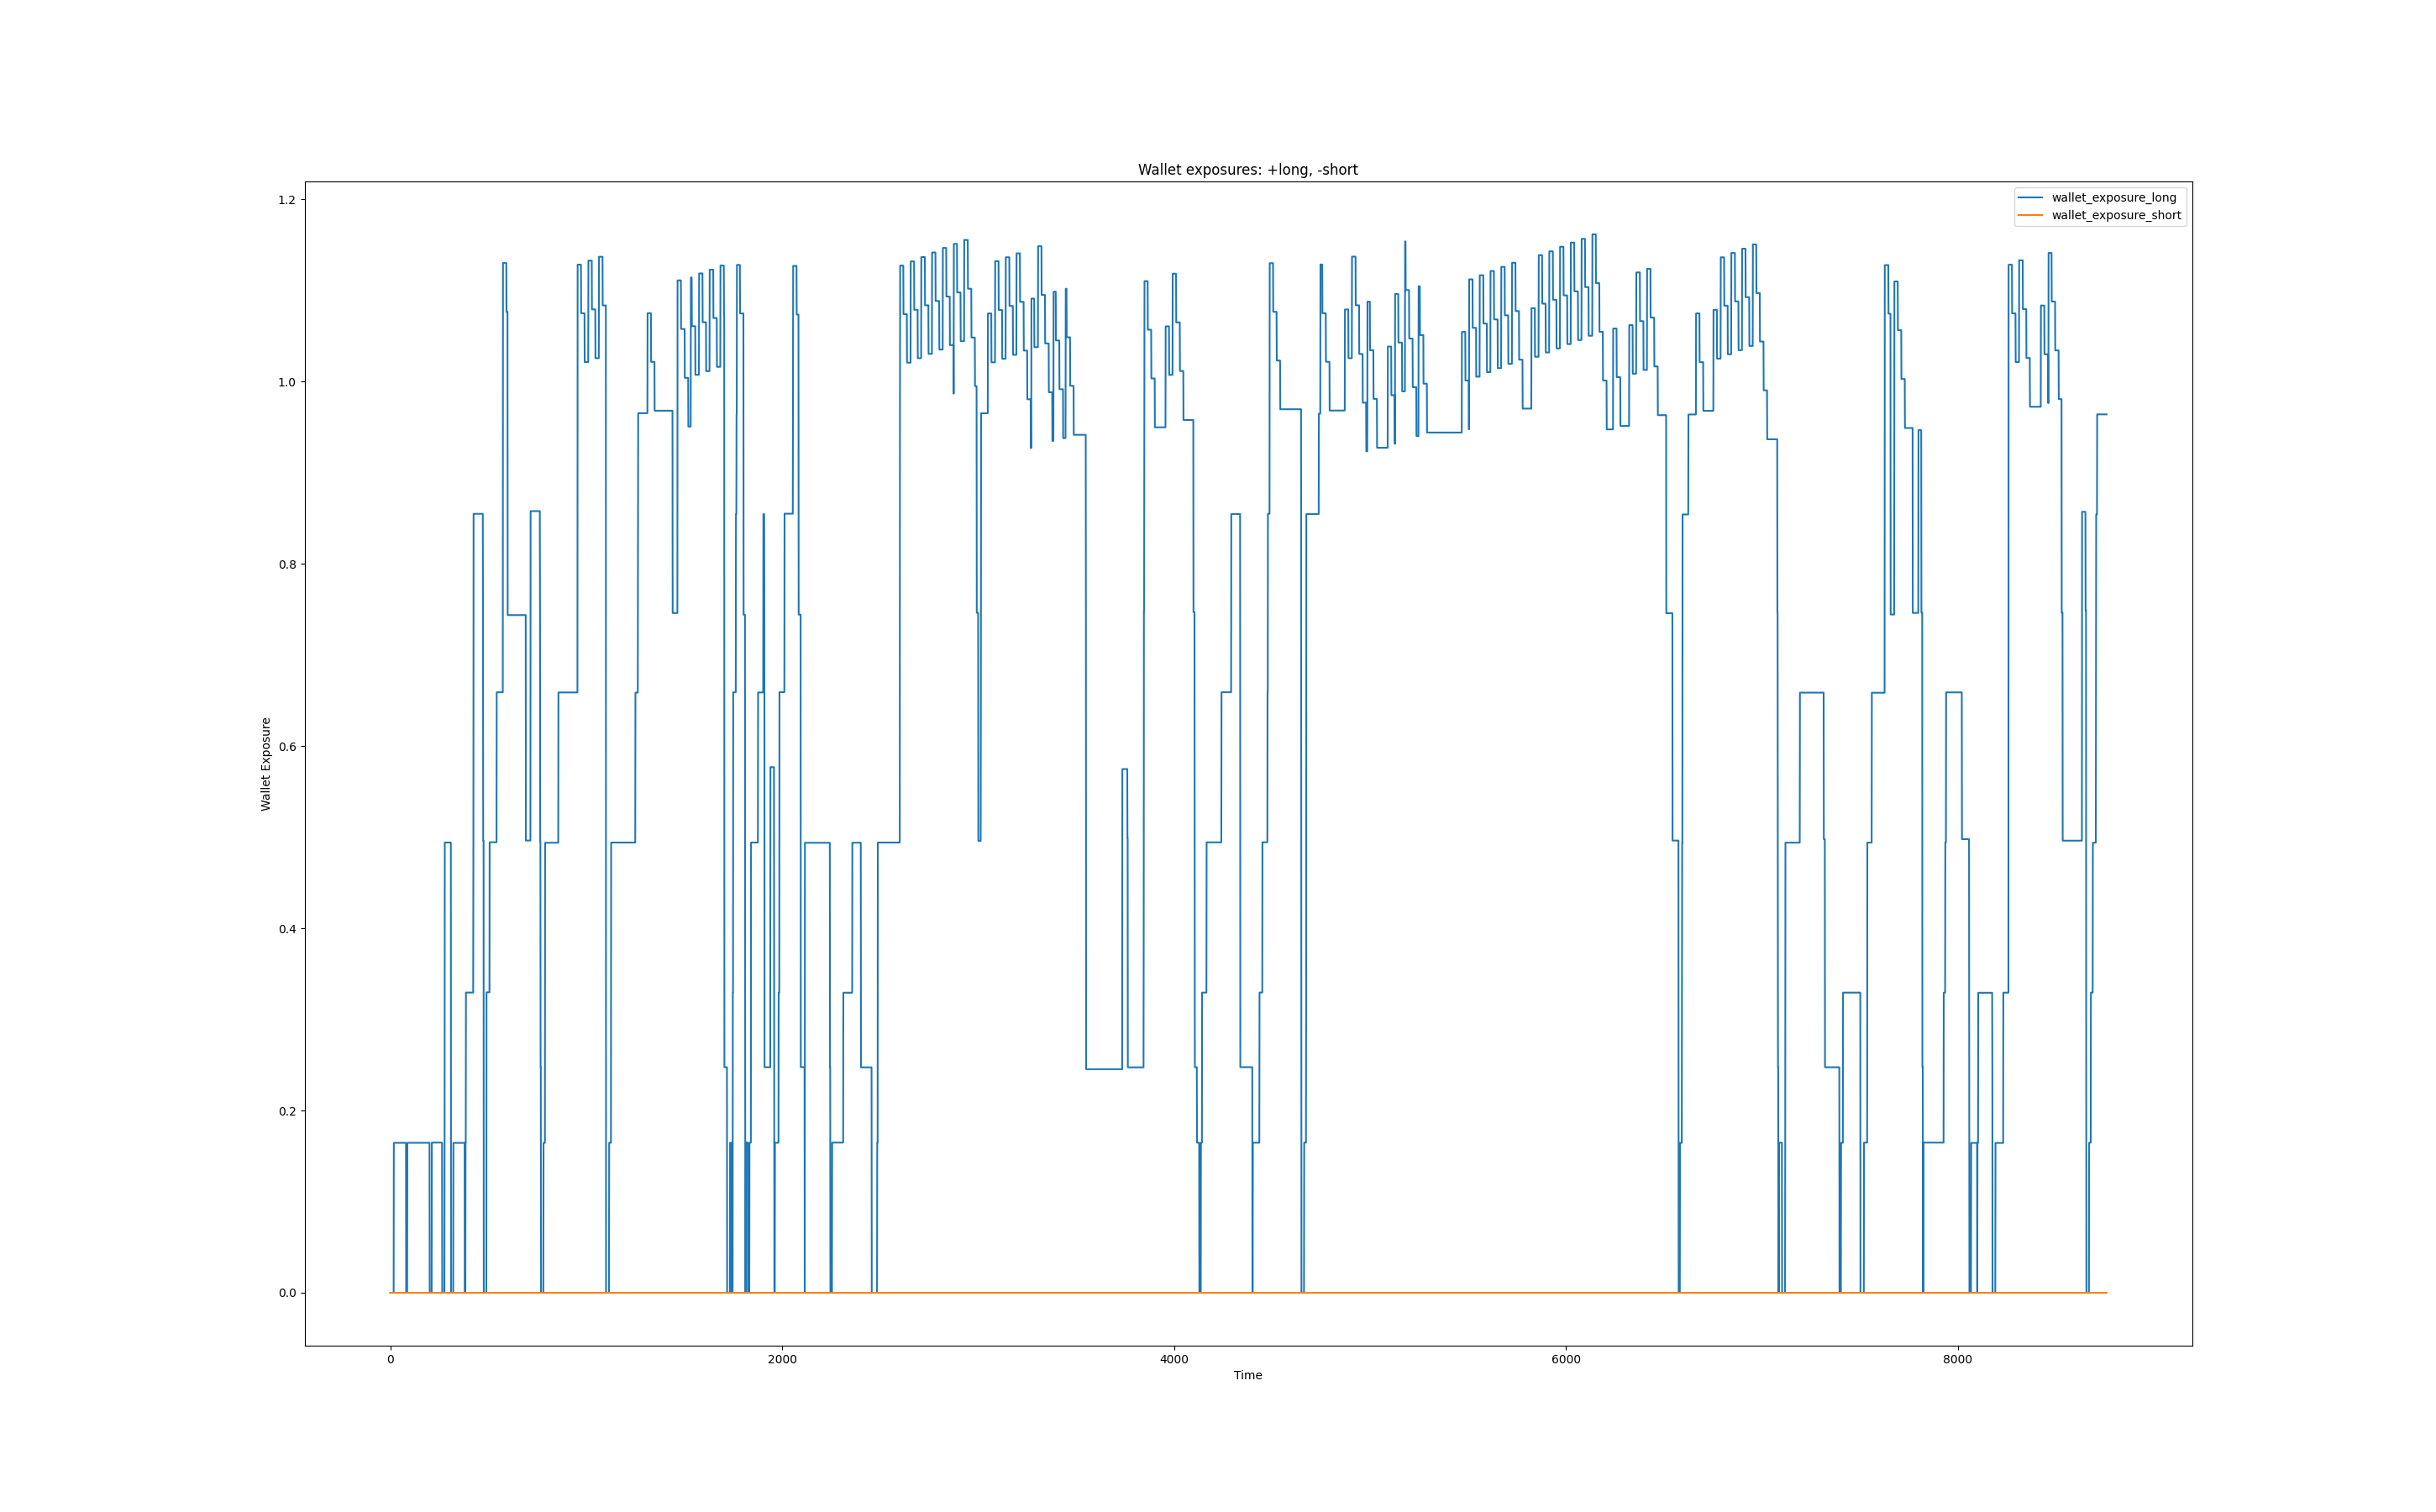 Wallet exposures: +long, -short
wallet_exposure_long
wallet_exposure_short
1.2
1.0
0.8
0.6
0.4
0.2
0.0
Wallet Exposure
0 2000 4000 6000 8000
Time